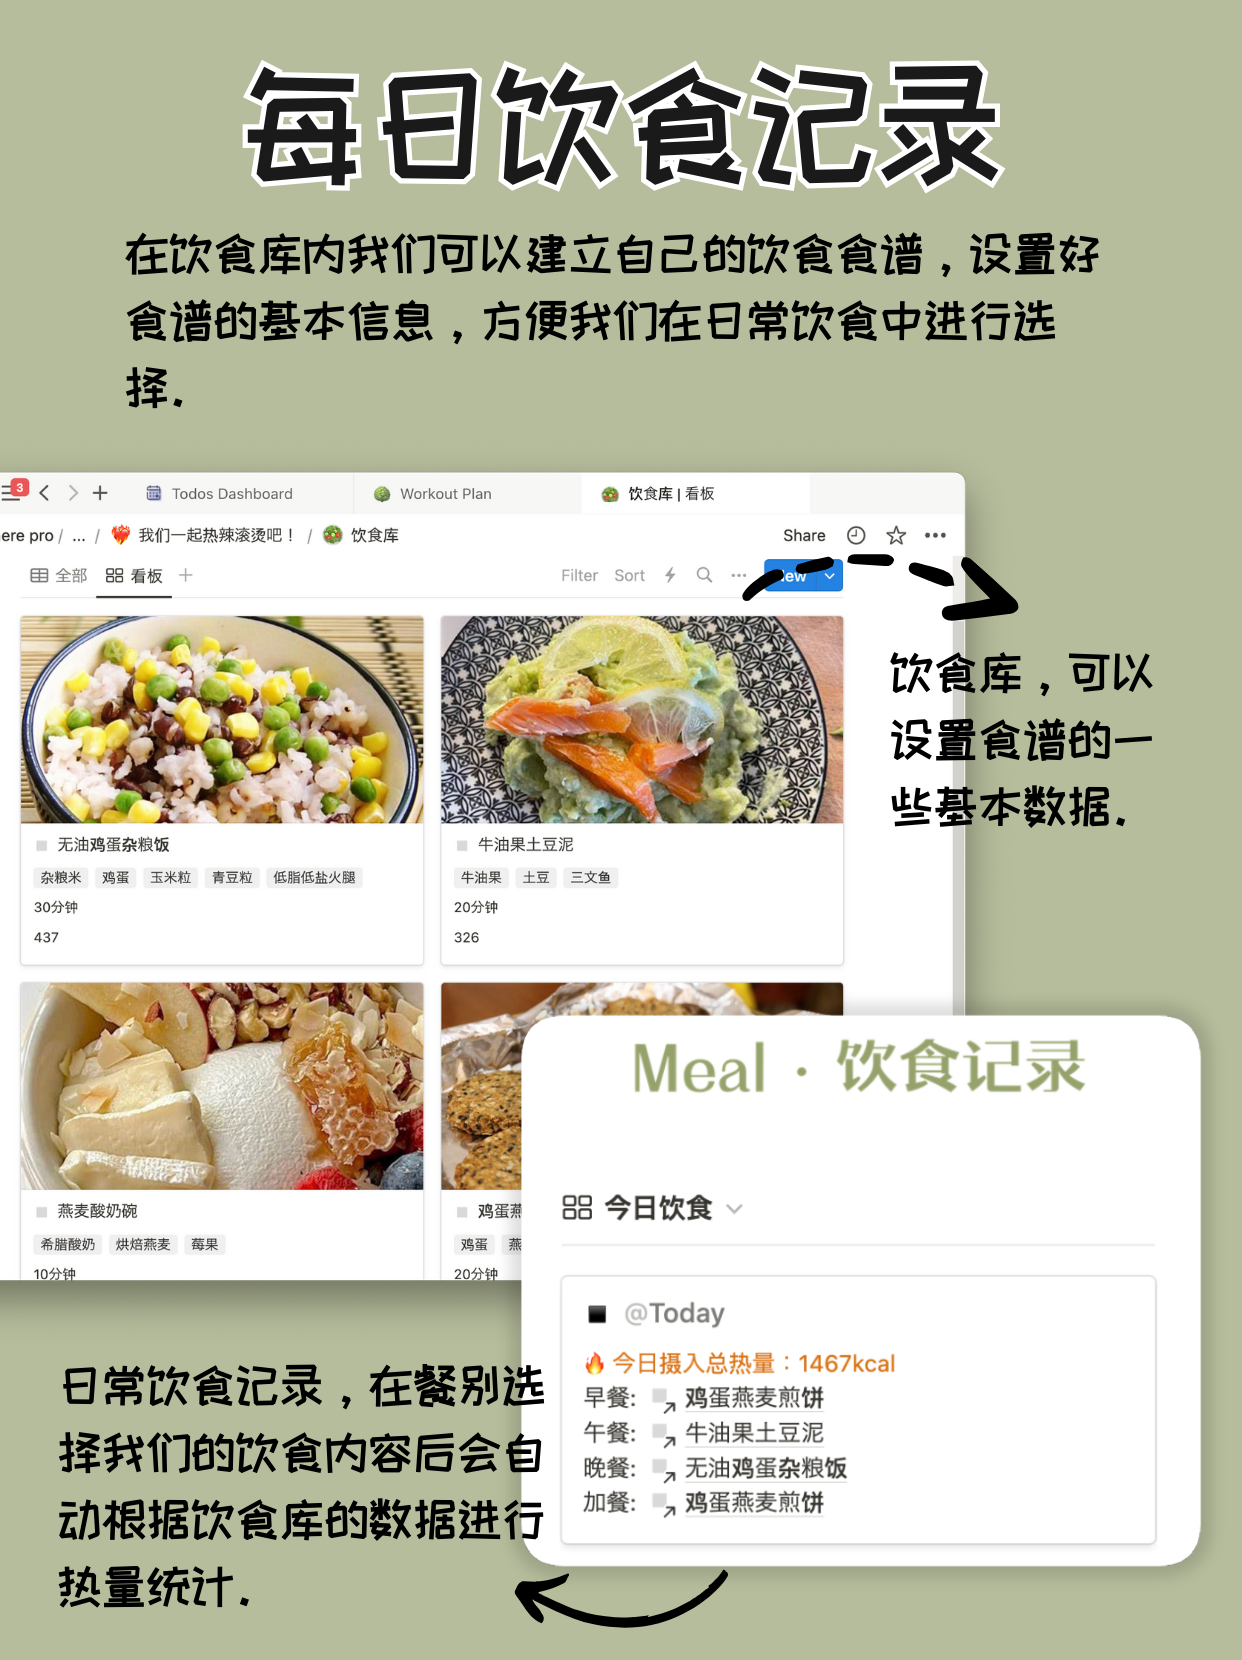 每日饮食记录
在饮食库内我们可以建立自己的饮食食谱，设置好
食谱的基本信息，方便我们在日常饮食中进行选
择.
3
Todos Dashboard
Workout Plan
饮食库 | 看板
ere pro / ... / 我们一起热辣滚烫吧！ / 饮食库
Share
全部
看板
Filter
Sort
饮食库，可以
设置食谱的一
些基本数据.
无油鸡蛋杂粮饭
杂粮米 鸡蛋 玉米粒 青豆粒 低脂低盐火腿
30分钟
437
牛油果土豆泥
牛油果 土豆 三文鱼
20分钟
326
燕麦酸奶碗
希腊酸奶 烘焙燕麦 莓果
10分钟
鸡蛋燕
鸡蛋 燕
20分钟
Meal · 饮食记录
今日饮食
@Today
今日摄入总热量：1467kcal
早餐: 鸡蛋燕麦煎饼
午餐: 牛油果土豆泥
晚餐: 无油鸡蛋杂粮饭
加餐: 鸡蛋燕麦煎饼
日常饮食记录，在餐别选
择我们的饮食内容后会自
动根据饮食库的数据进行
热量统计.